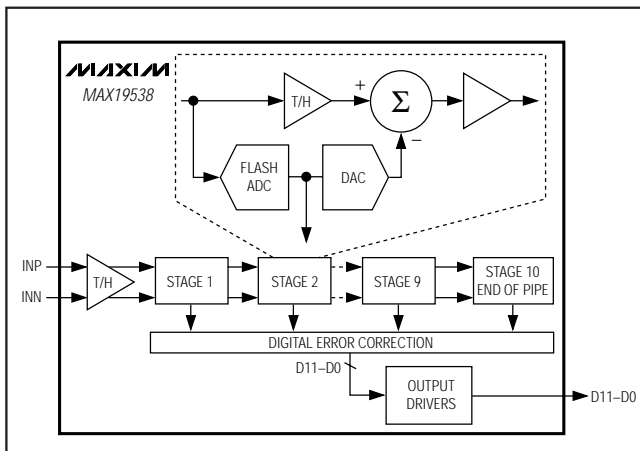 MAXIM
MAX19538
T/H
+
Σ
−
FLASH
ADC
DAC
INP
INN
T/H
STAGE 1
STAGE 2
STAGE 9
STAGE 10
END OF PIPE
DIGITAL ERROR CORRECTION
D11–D0
OUTPUT
DRIVERS
D11–D0